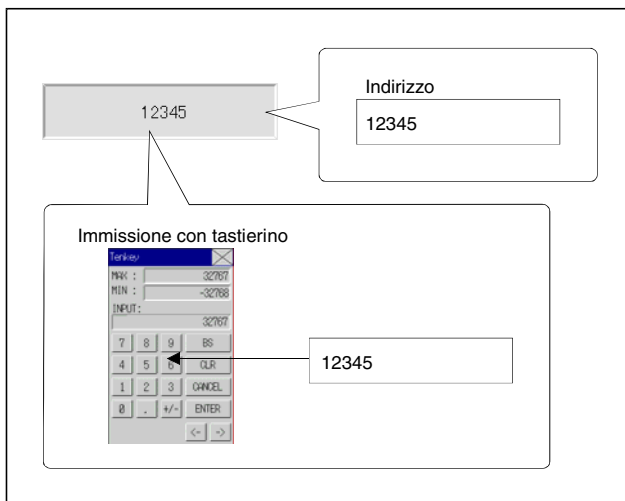 Indirizzo
12345
12345
Immissione con tastierino
Tenkey
MAX : 32767
MIN : -32768
INPUT:
32767
7 8 9 BS
4 5 6 CLR
1 2 3 CANCEL
0 . +/- ENTER
<- ->
12345